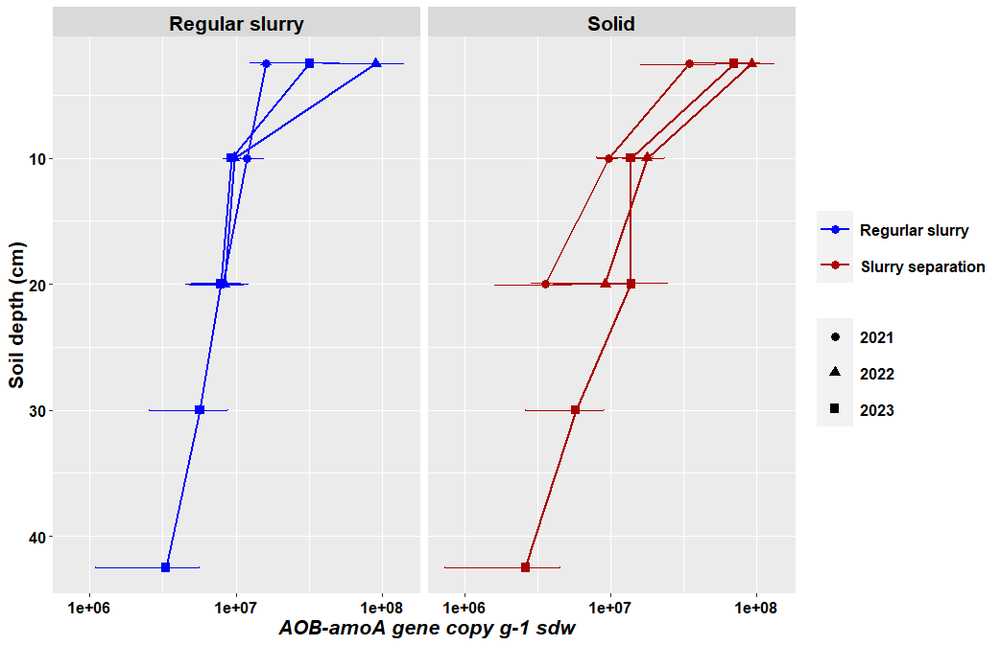 Regular slurry
Solid
10
20
30
40
Soil depth (cm)
1e+06
1e+07
1e+08
1e+06
1e+07
1e+08
AOB-amoA gene copy g-1 sdw
Regurlar slurry
Slurry separation
2021
2022
2023